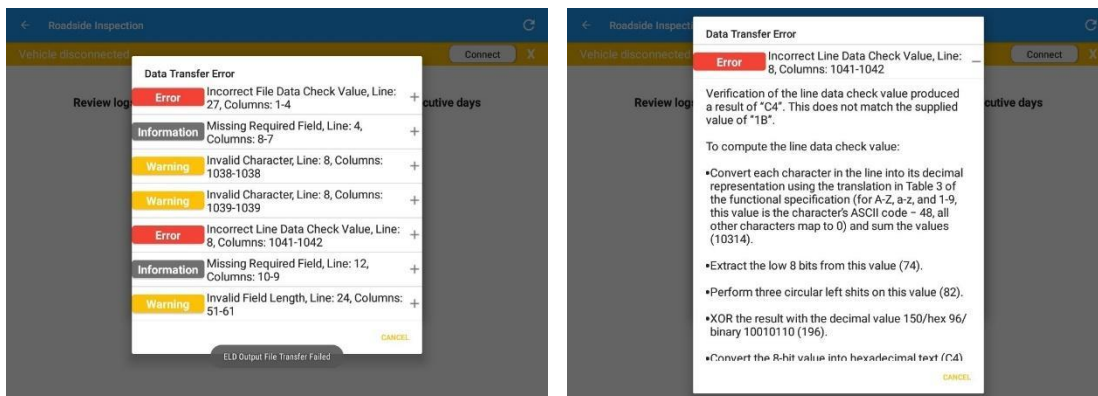 Roadside Inspection
Vehicle disconnected
Connect
X
Review log
cutive days
Data Transfer Error
Error
Incorrect File Data Check Value, Line:
27, Columns: 1-4
+
Information
Missing Required Field, Line: 4,
Columns: 8-7
+
Warning
Invalid Character, Line: 8, Columns:
1038-1038
+
Warning
Invalid Character, Line: 8, Columns:
1039-1039
+
Error
Incorrect Line Data Check Value, Line:
8, Columns: 1041-1042
+
Information
Missing Required Field, Line: 12,
Columns: 10-9
+
Warning
Invalid Field Length, Line: 24, Columns:
51-61
+
CANCEL
ELD Output File Transfer Failed
Roadside Inspect
Vehicle disconnected
Connect
X
Review log
cutive days
Data Transfer Error
Error
Incorrect Line Data Check Value, Line:
8, Columns: 1041-1042
–
Verification of the line data check value produced
a result of “C4”. This does not match the supplied
value of “1B”.
To compute the line data check value:
▪Convert each character in the line into its decimal
representation using the translation in Table 3 of
the functional specification (for A-Z, a-z, and 1-9,
this value is the character's ASCII code – 48, all
other characters map to 0) and sum the values
(10314).
▪Extract the low 8 bits from this value (74).
▪Perform three circular left shits on this value (82).
▪XOR the result with the decimal value 150/hex 96/
binary 10010110 (196).
▪Convert the 8-bit value into hexadecimal text (C4)
CANCEL